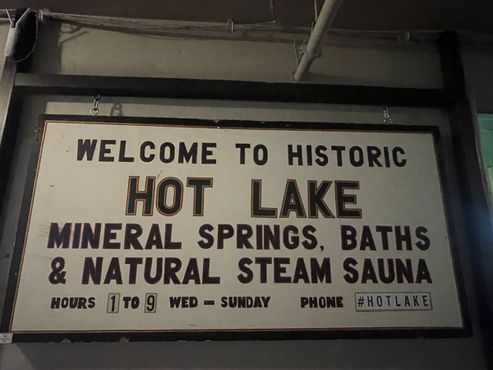 WELCOME TO HISTORIC
HOT LAKE
MINERAL SPRINGS, BATHS
& NATURAL STEAM SAUNA
HOURS 1 TO 9 WED – SUNDAY PHONE #HOTLAKE